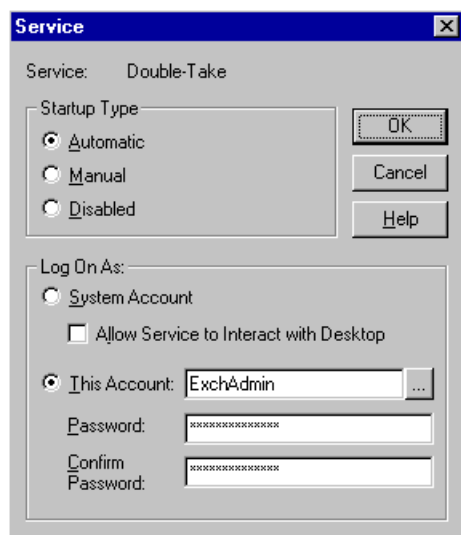 Service
Service: Double-Take
Startup Type
Automatic
OK
Manual
Cancel
Disabled
Help
Log On As:
System Account
Allow Service to Interact with Desktop
This Account: ExchAdmin ...
Password: **************
Confirm
Password: **************